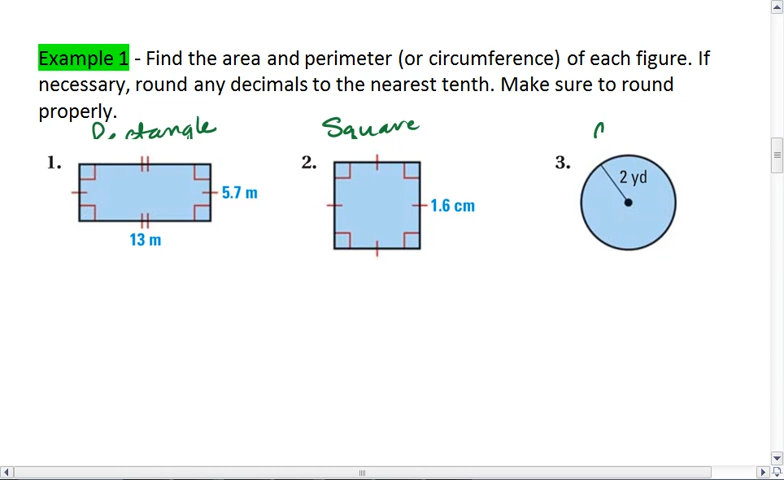 Example 1 - Find the area and perimeter (or circumference) of each figure. If
necessary, round any decimals to the nearest tenth. Make sure to round
properly.
Rectangle
Square
1.
5.7 m
13 m
2.
1.6 cm
3.
2 yd